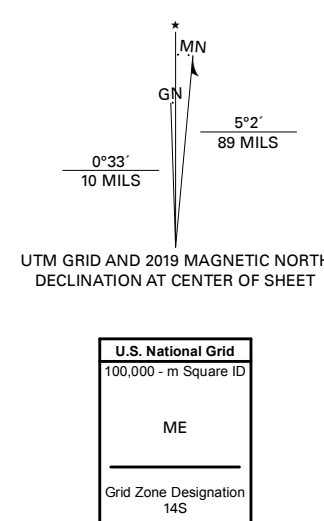 ★
MN
GN
5°2´
89 MILS
0°33´
10 MILS
UTM GRID AND 2019 MAGNETIC NORTH
DECLINATION AT CENTER OF SHEET
U.S. National Grid
100,000 - m Square ID
ME
Grid Zone Designation
14S